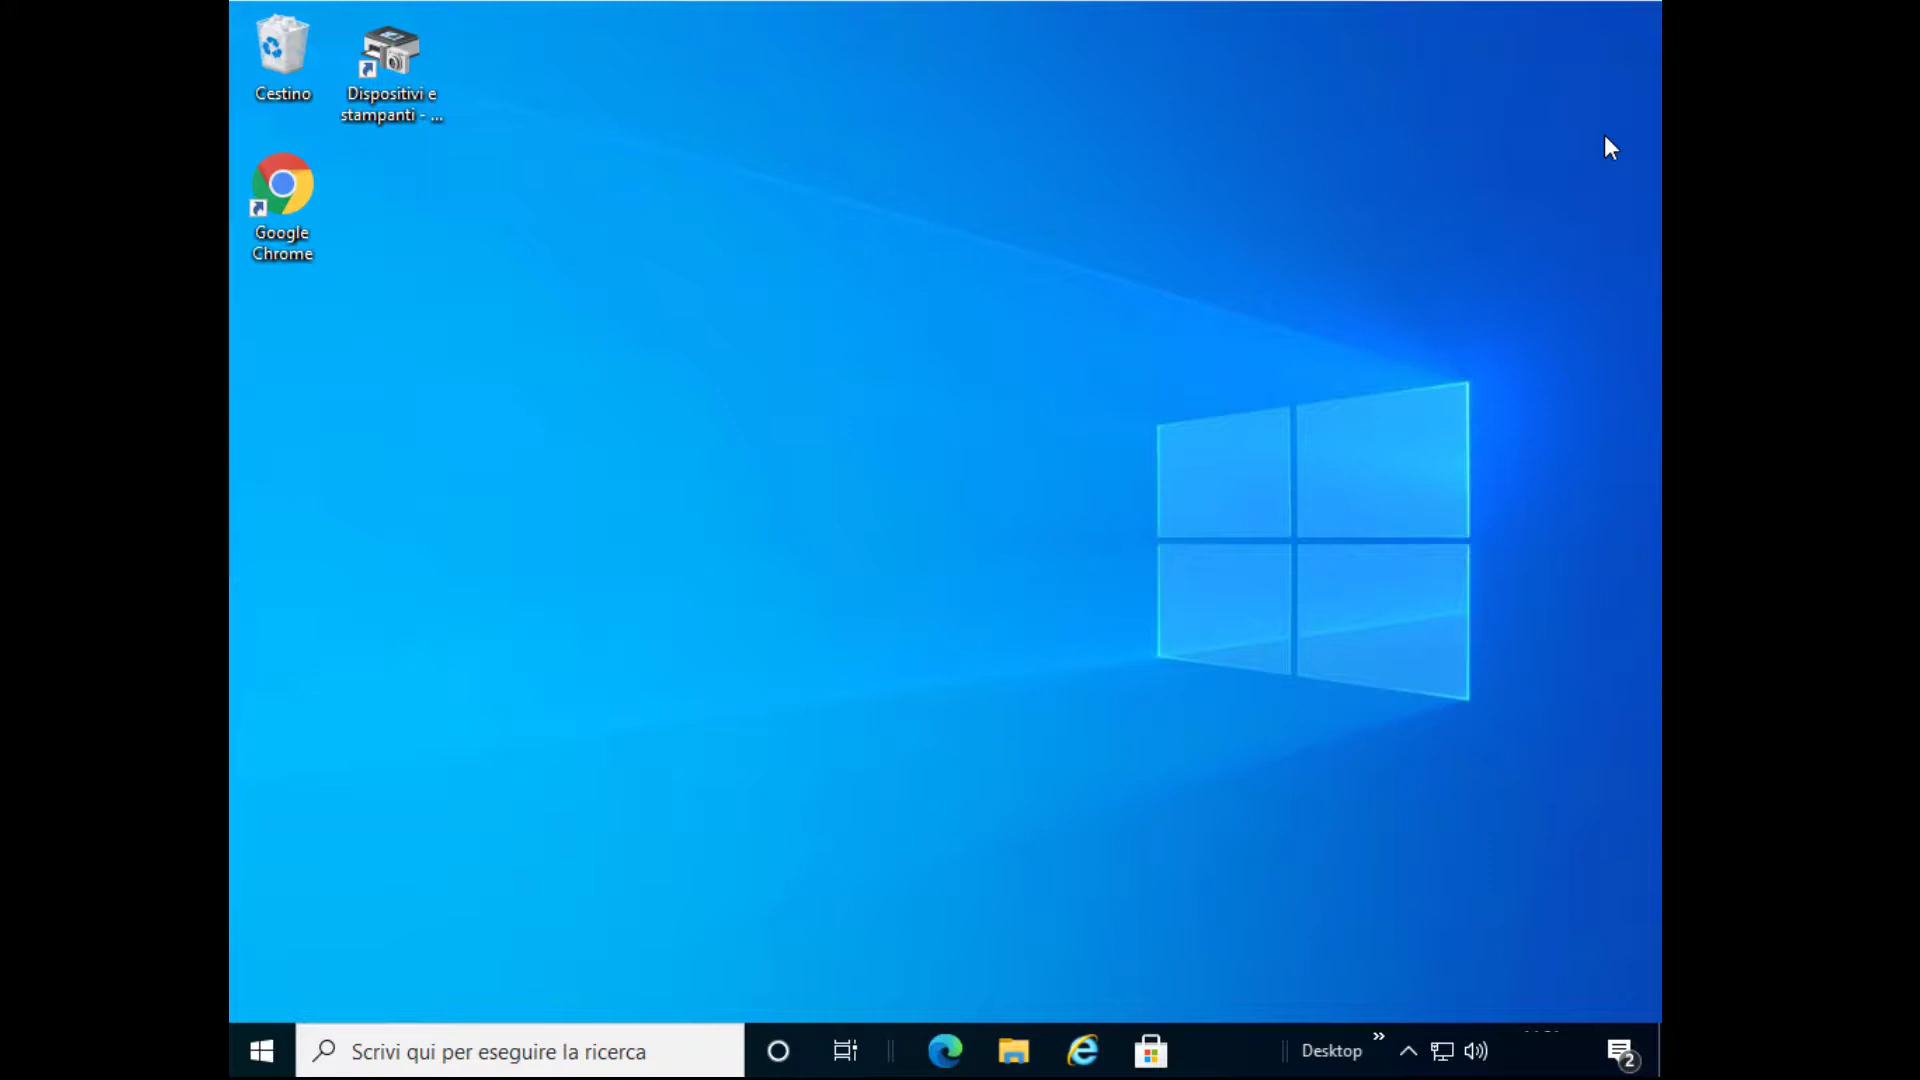 Cestino
Dispositivi e
stampanti - ...
Google
Chrome
Scrivi qui per eseguire la ricerca
Desktop
2